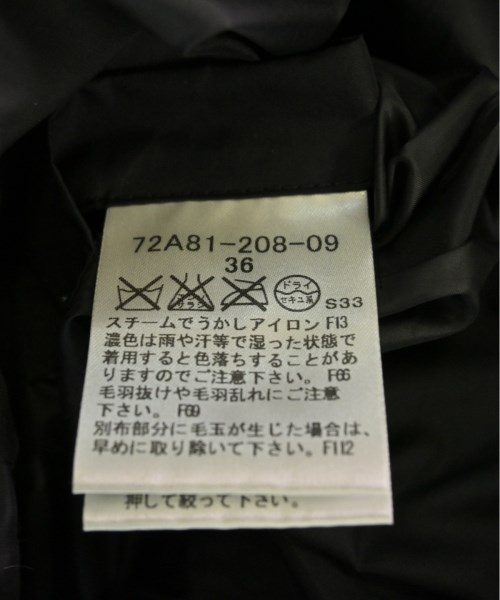 72A81-208-09
36
エンソ
サラシ
ドライ
セキユ系
S33
スチームでうかしアイロン F13
濃色は雨や汗等で湿った状態で
着用すると色落ちすることがあ
りますのでご注意下さい。 F66
毛羽抜けや毛羽乱れにご注意
下さい。 F69
別布部分に毛玉が生じた場合は、
早めに取り除いて下さい。F112
押して絞って下さい。